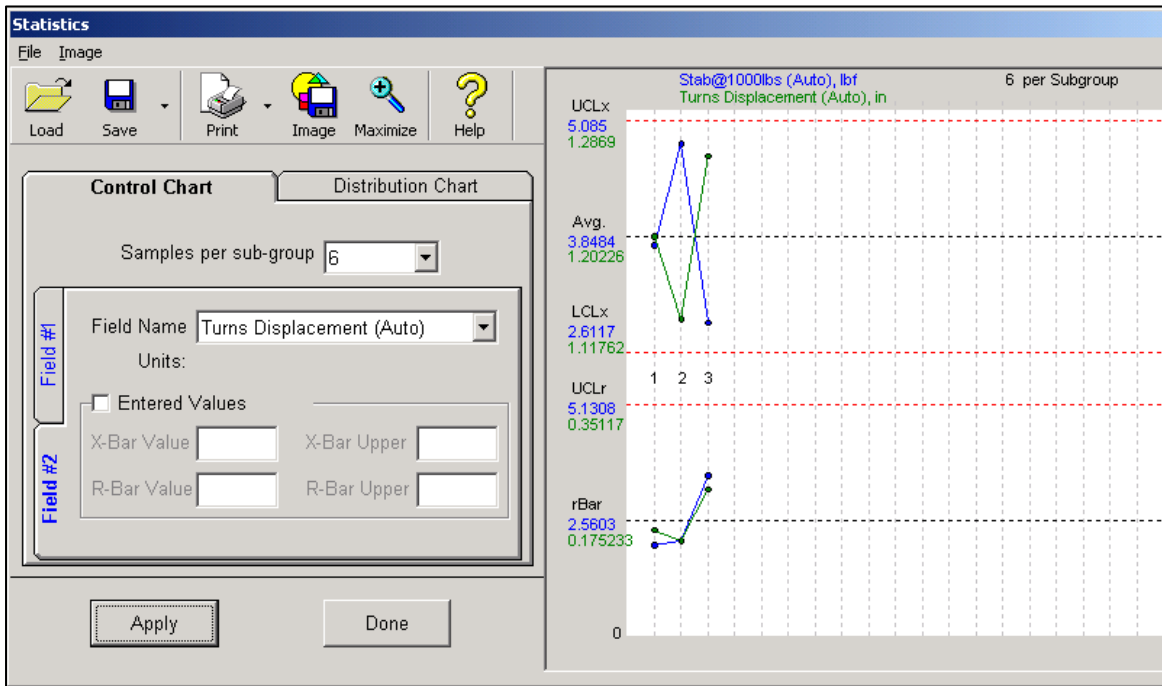 Statistics
File Image
Load Save Print Image Maximize Help
Control Chart Distribution Chart
Samples per sub-group 6
Field #1
Field #2
Field Name Turns Displacement (Auto)
Units:
Entered Values
X-Bar Value X-Bar Upper
R-Bar Value R-Bar Upper
Apply Done
Stab@1000lbs (Auto), lbf 6 per Subgroup
Turns Displacement (Auto), in
UCLx
5.085
1.2869
Avg.
3.8484
1.20226
LCLx
2.6117
1.11762
1 2 3
UCLr
5.1308
0.35117
rBar
2.5603
0.175233
0